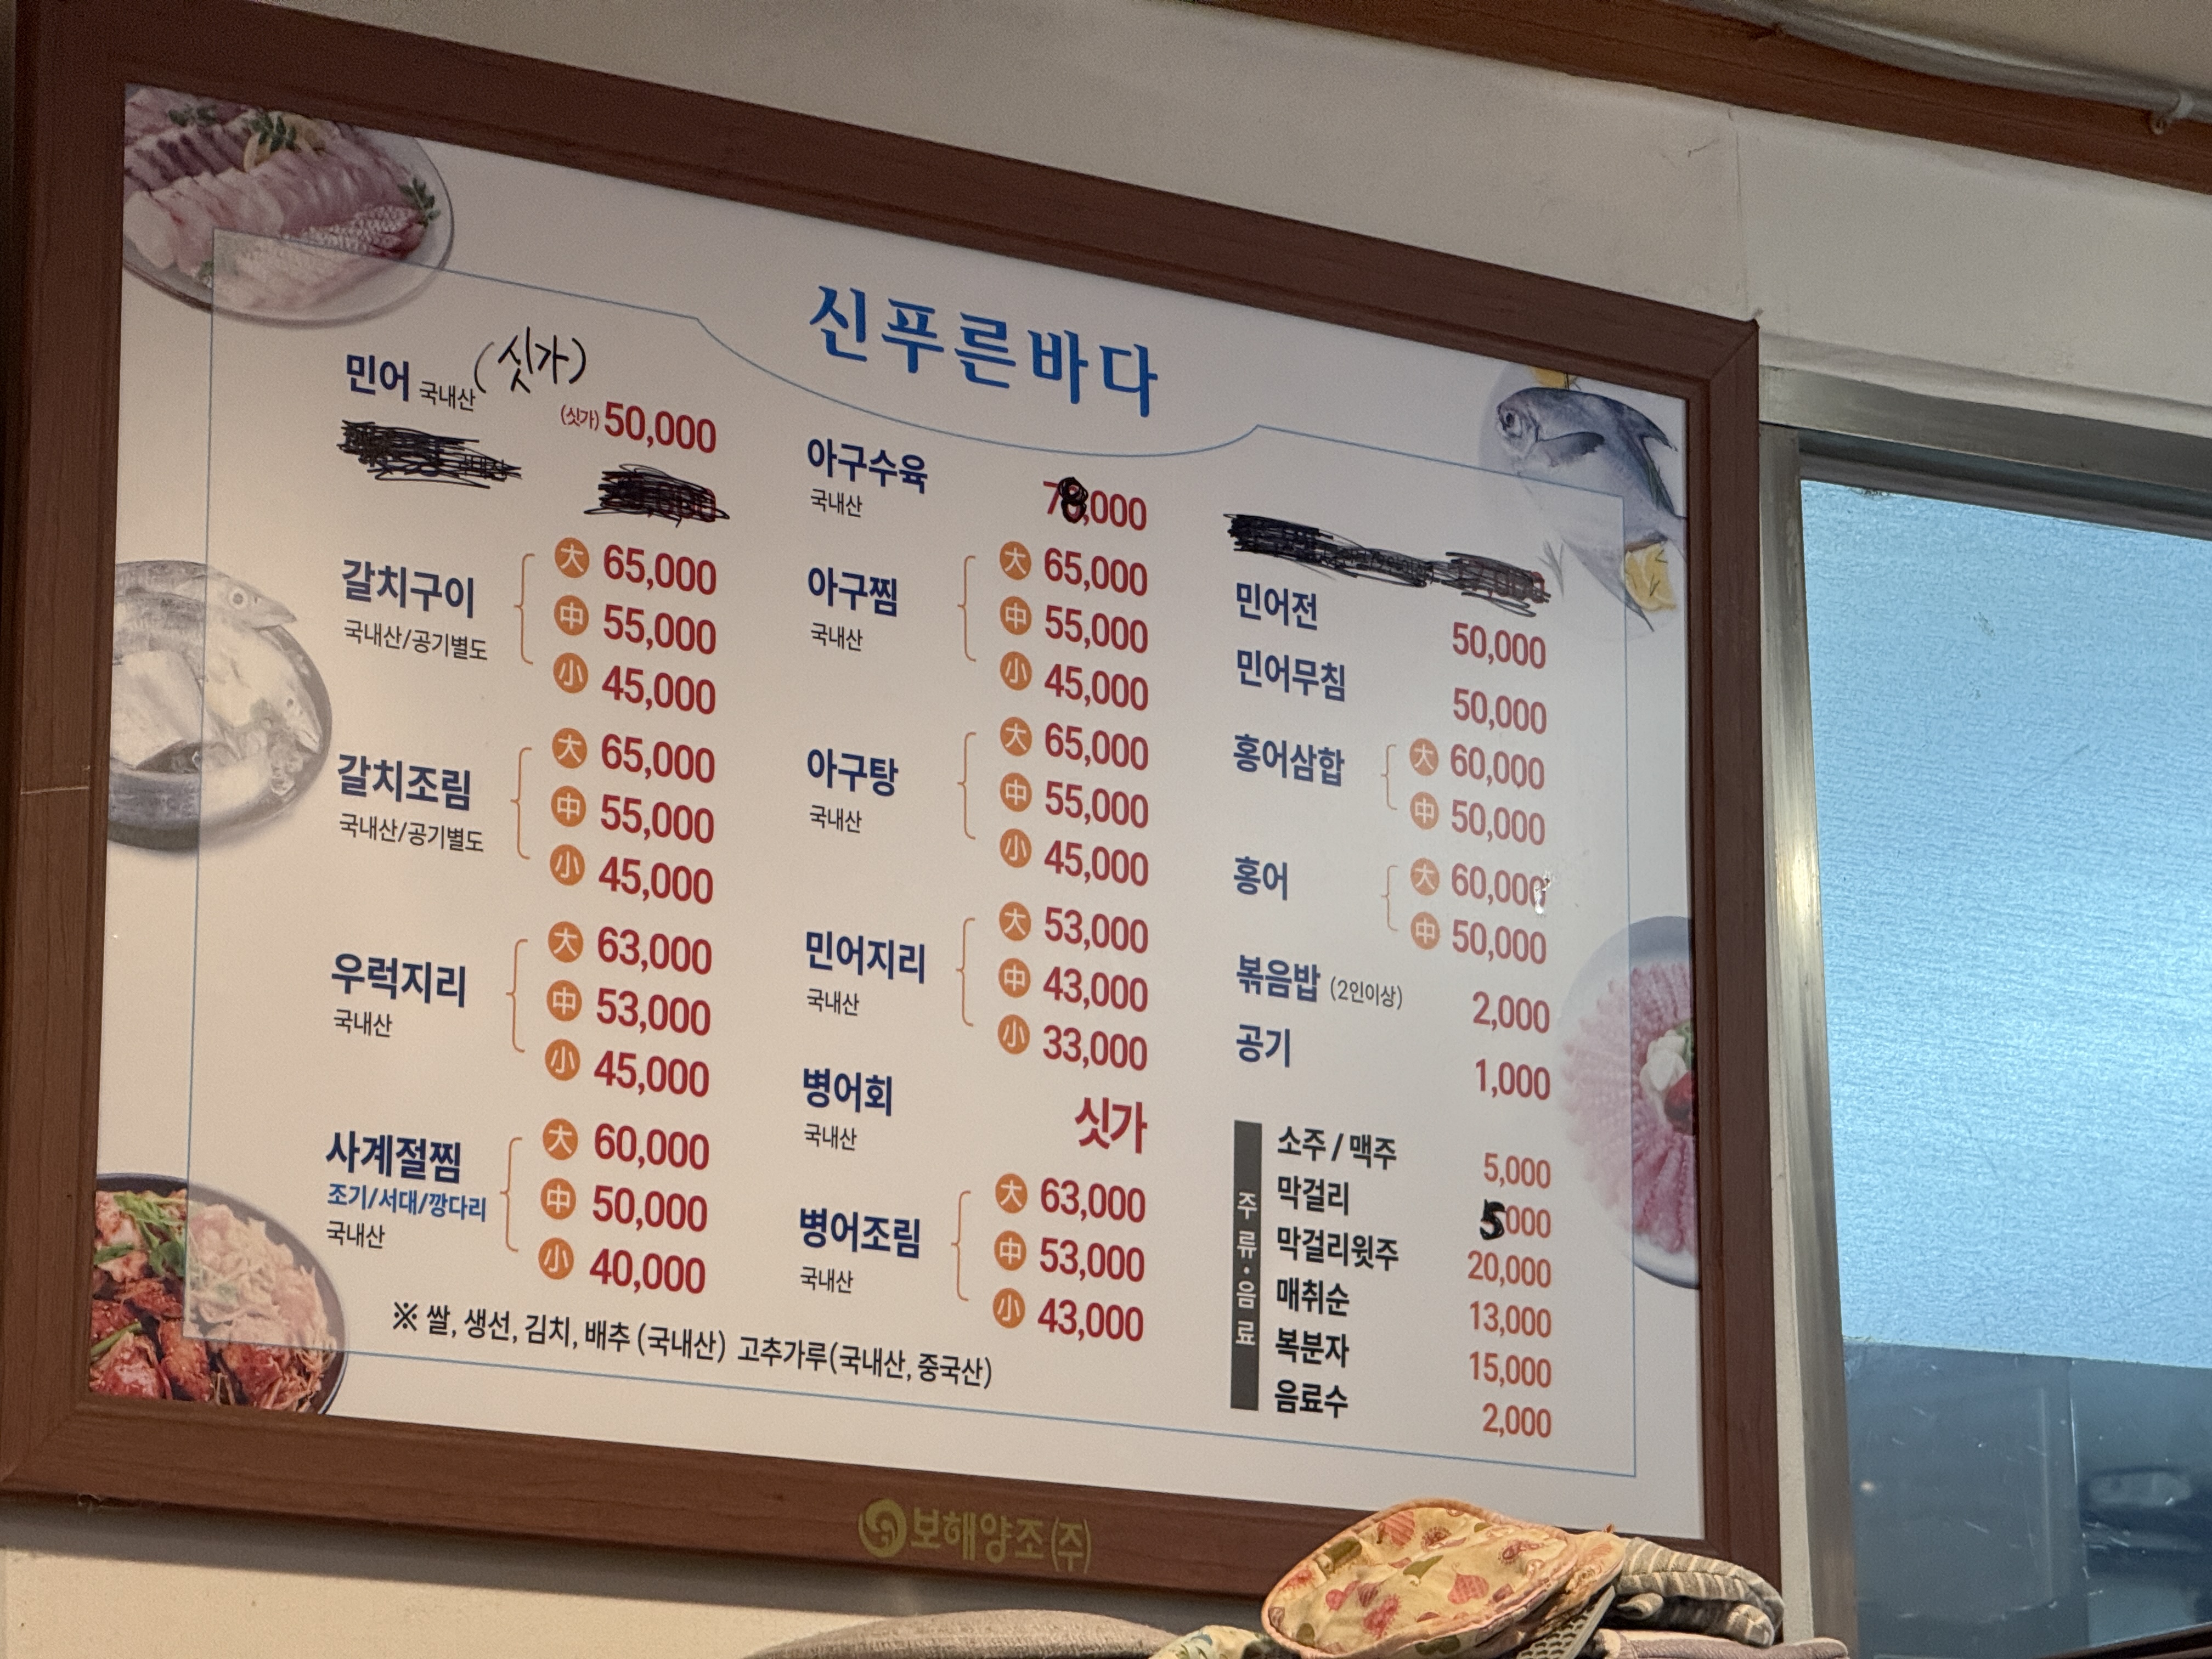 신푸른바다
민어 국내산 (싯가)
(싯가) 50,000
갈치구이
국내산/공기별도
大 65,000
中 55,000
小 45,000
갈치조림
국내산/공기별도
大 65,000
中 55,000
小 45,000
우럭지리
국내산
大 63,000
中 53,000
小 45,000
사계절찜
조기/서대/깡다리
국내산
大 60,000
中 50,000
小 40,000
아구수육
국내산
78,000
아구찜
국내산
大 65,000
中 55,000
小 45,000
아구탕
국내산
大 65,000
中 55,000
小 45,000
민어지리
국내산
大 53,000
中 43,000
小 33,000
병어회
국내산
싯가
병어조림
국내산
大 63,000
中 53,000
小 43,000
민어전 50,000
민어무침 50,000
홍어삼합
大 60,000
中 50,000
홍어
大 60,000
中 50,000
볶음밥 (2인이상) 2,000
공기 1,000
주류·음료
소주 / 맥주 5,000
막걸리 5000
막걸리윗주 20,000
매취순 13,000
복분자 15,000
음료수 2,000
※ 쌀, 생선, 김치, 배추 (국내산) 고추가루(국내산, 중국산)
보해양조(주)